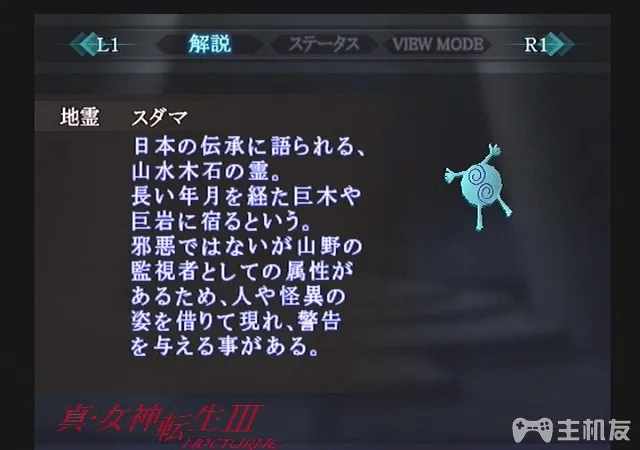 L1 解説 ステータス VIEW MODE R1
地霊 スダマ
日本の伝承に語られる、
山水木石の霊。
長い年月を経た巨木や
巨岩に宿るという。
邪悪ではないが山野の
監視者としての属性が
あるため、人や怪異の
姿を借りて現れ、警告
を与える事がある。
真・女神転生III
NOCTURNE
主机友